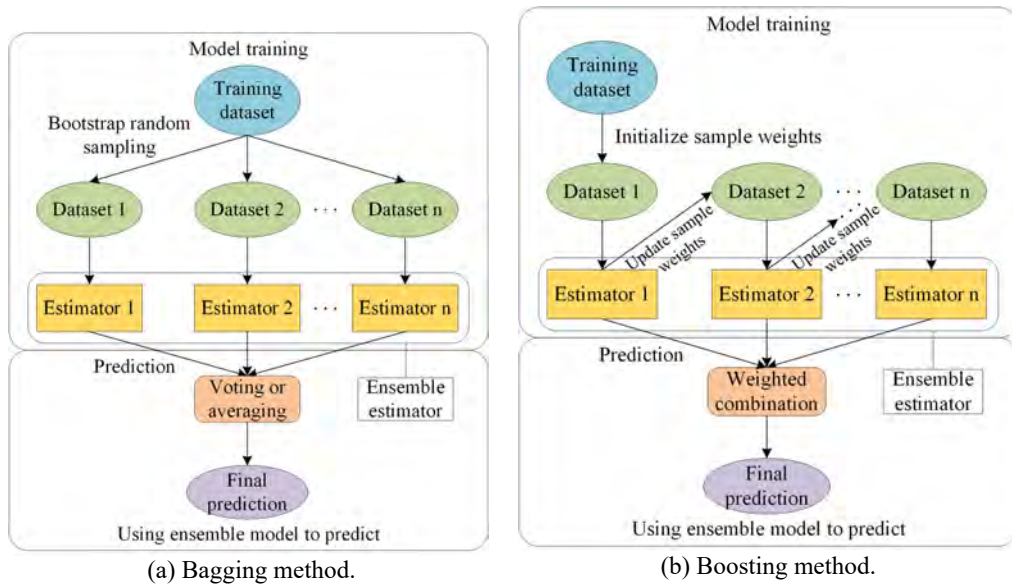 Model training
Training
dataset
Bootstrap random
sampling
Dataset 1
Dataset 2
· · ·
Dataset n
Estimator 1
Estimator 2
· · ·
Estimator n
Prediction
Voting or
averaging
Ensemble
estimator
Final
prediction
Using ensemble model to predict
(a) Bagging method.
Model training
Training
dataset
Initialize sample weights
Dataset 1
Dataset 2
· · ·
Dataset n
Update sample
weights
Update sample
weights
Estimator 1
Estimator 2
· · ·
Estimator n
Prediction
Weighted
combination
Ensemble
estimator
Final
prediction
Using ensemble model to predict
(b) Boosting method.